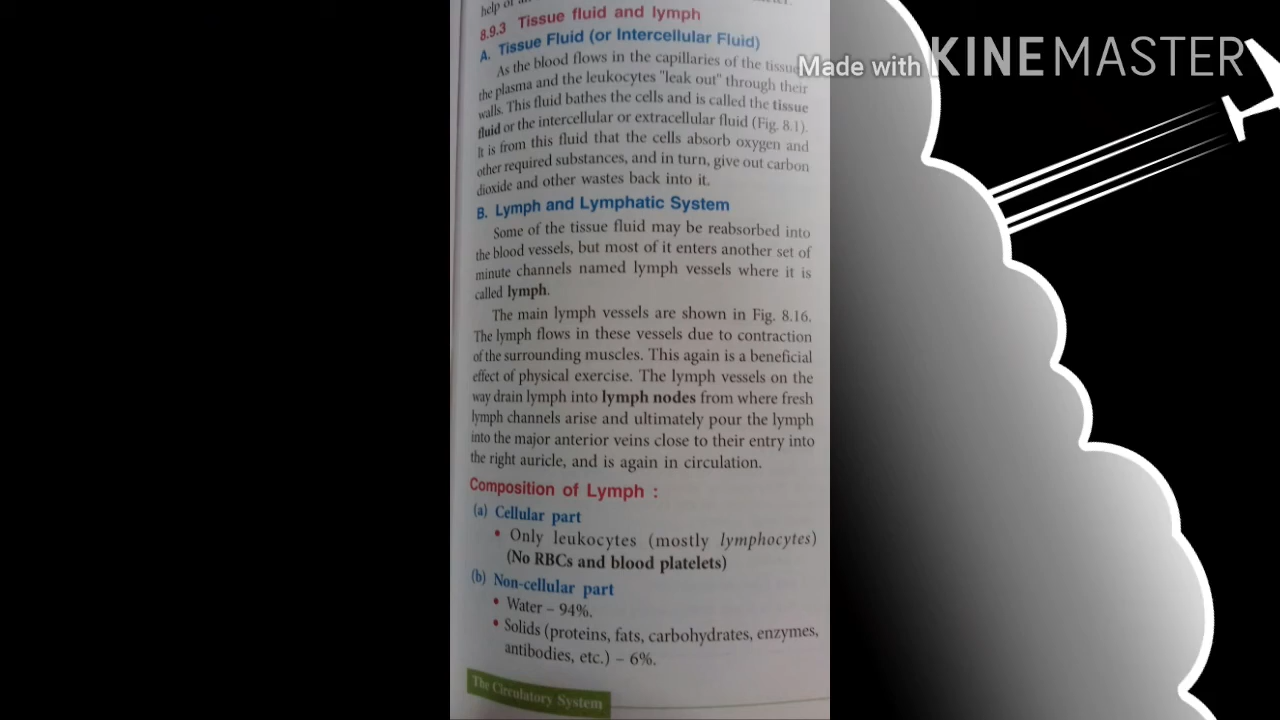 help of
8.9.3 Tissue fluid and lymph
A. Tissue Fluid (or Intercellular Fluid)
As the blood flows in the capillaries of the tissue
the plasma and the leukocytes "leak out" through their
walls. This fluid bathes the cells and is called the tissue
fluid or the intercellular or extracellular fluid (Fig. 8.1).
It is from this fluid that the cells absorb oxygen and
other required substances, and in turn, give out carbon
dioxide and other wastes back into it.
B. Lymph and Lymphatic System
Some of the tissue fluid may be reabsorbed into
the blood vessels, but most of it enters another set of
minute channels named lymph vessels where it is
called lymph.
The main lymph vessels are shown in Fig. 8.16.
The lymph flows in these vessels due to contraction
of the surrounding muscles. This again is a beneficial
effect of physical exercise. The lymph vessels on the
way drain lymph into lymph nodes from where fresh
lymph channels arise and ultimately pour the lymph
into the major anterior veins close to their entry into
the right auricle, and is again in circulation.
Composition of Lymph :
(a) Cellular part
• Only leukocytes (mostly lymphocytes)
(No RBCs and blood platelets)
(b) Non-cellular part
• Water – 94%.
• Solids (proteins, fats, carbohydrates, enzymes,
antibodies, etc.) – 6%.
The Circulatory System
Made with KINEMASTER